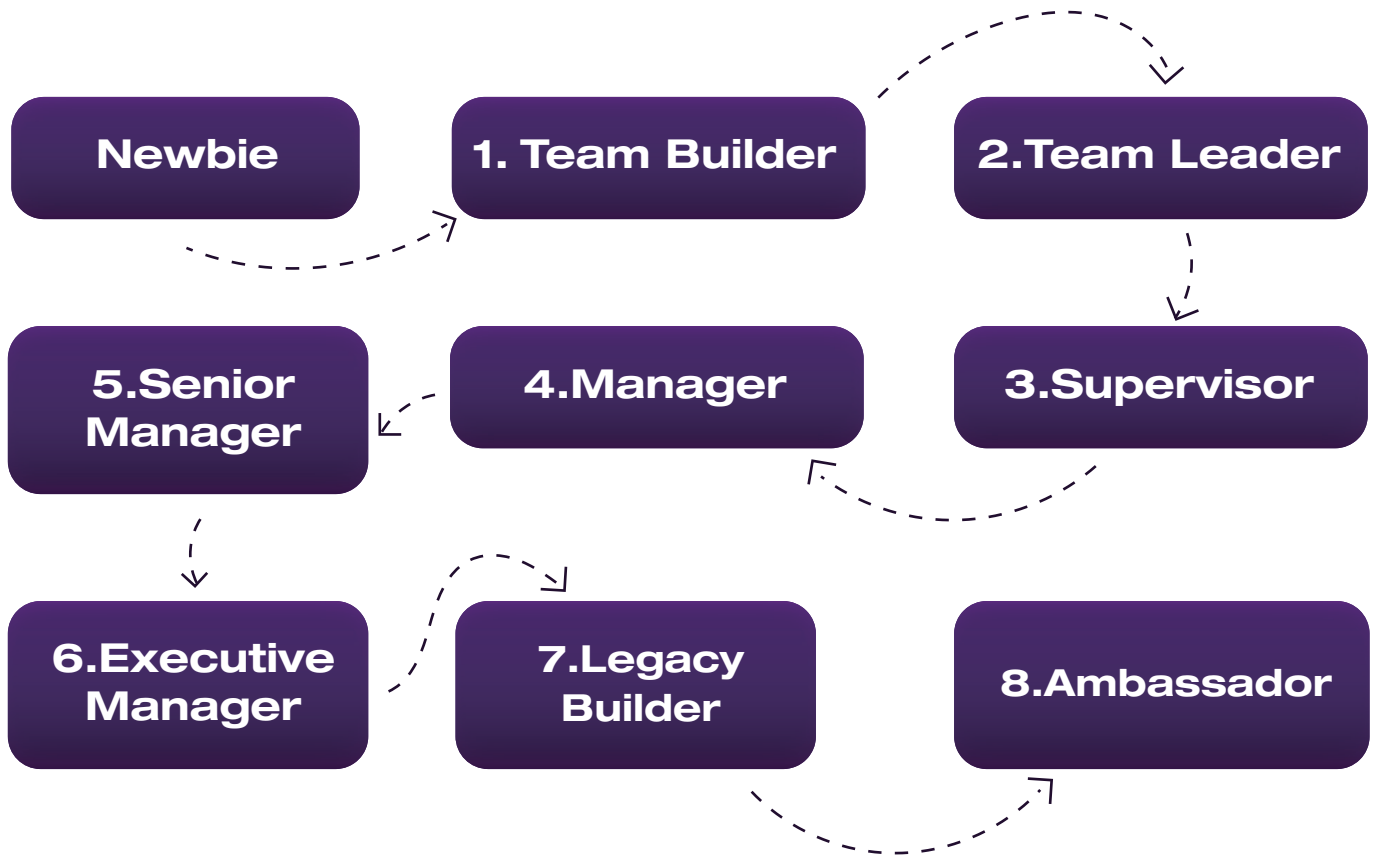 Newbie
1. Team Builder
2.Team Leader
3.Supervisor
4.Manager
5.Senior
Manager
6.Executive
Manager
7.Legacy
Builder
8.Ambassador